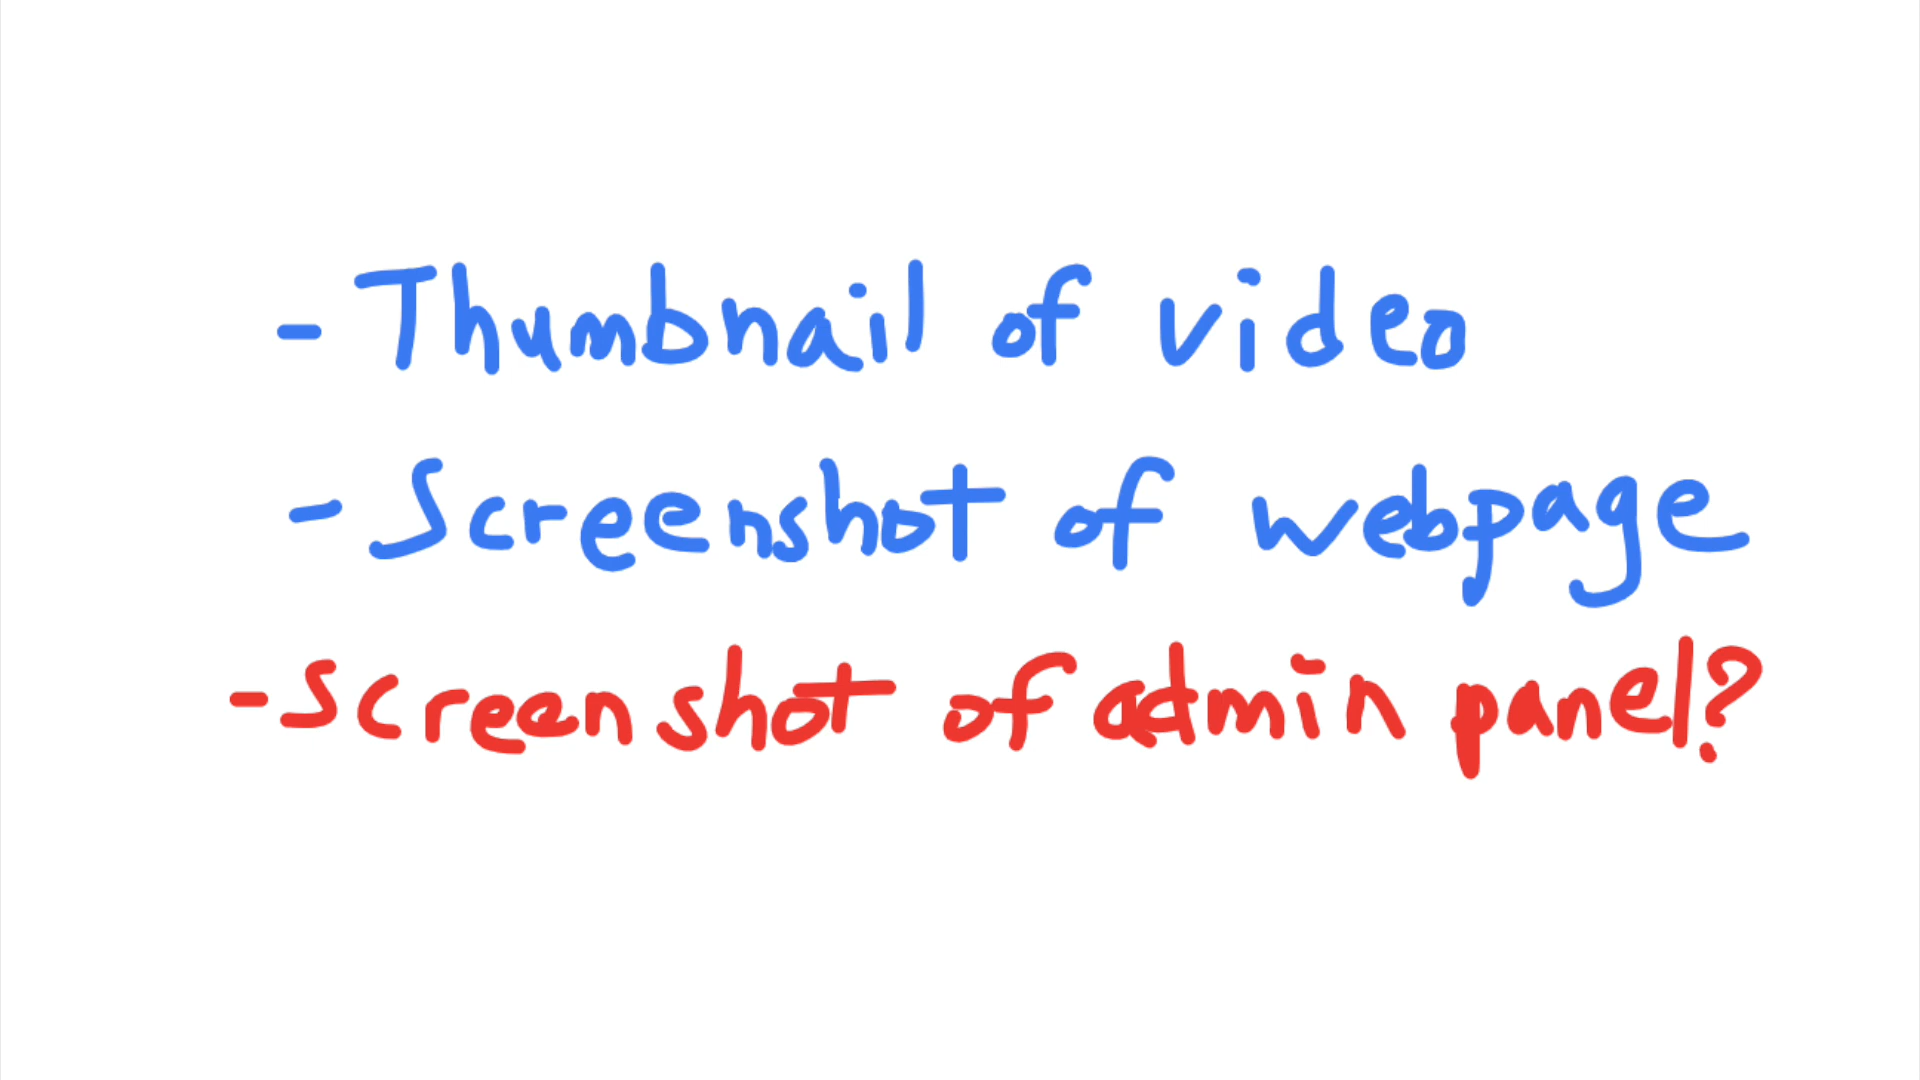 - Thumbnail of video
- Screenshot of webpage
- Screenshot of admin panel?